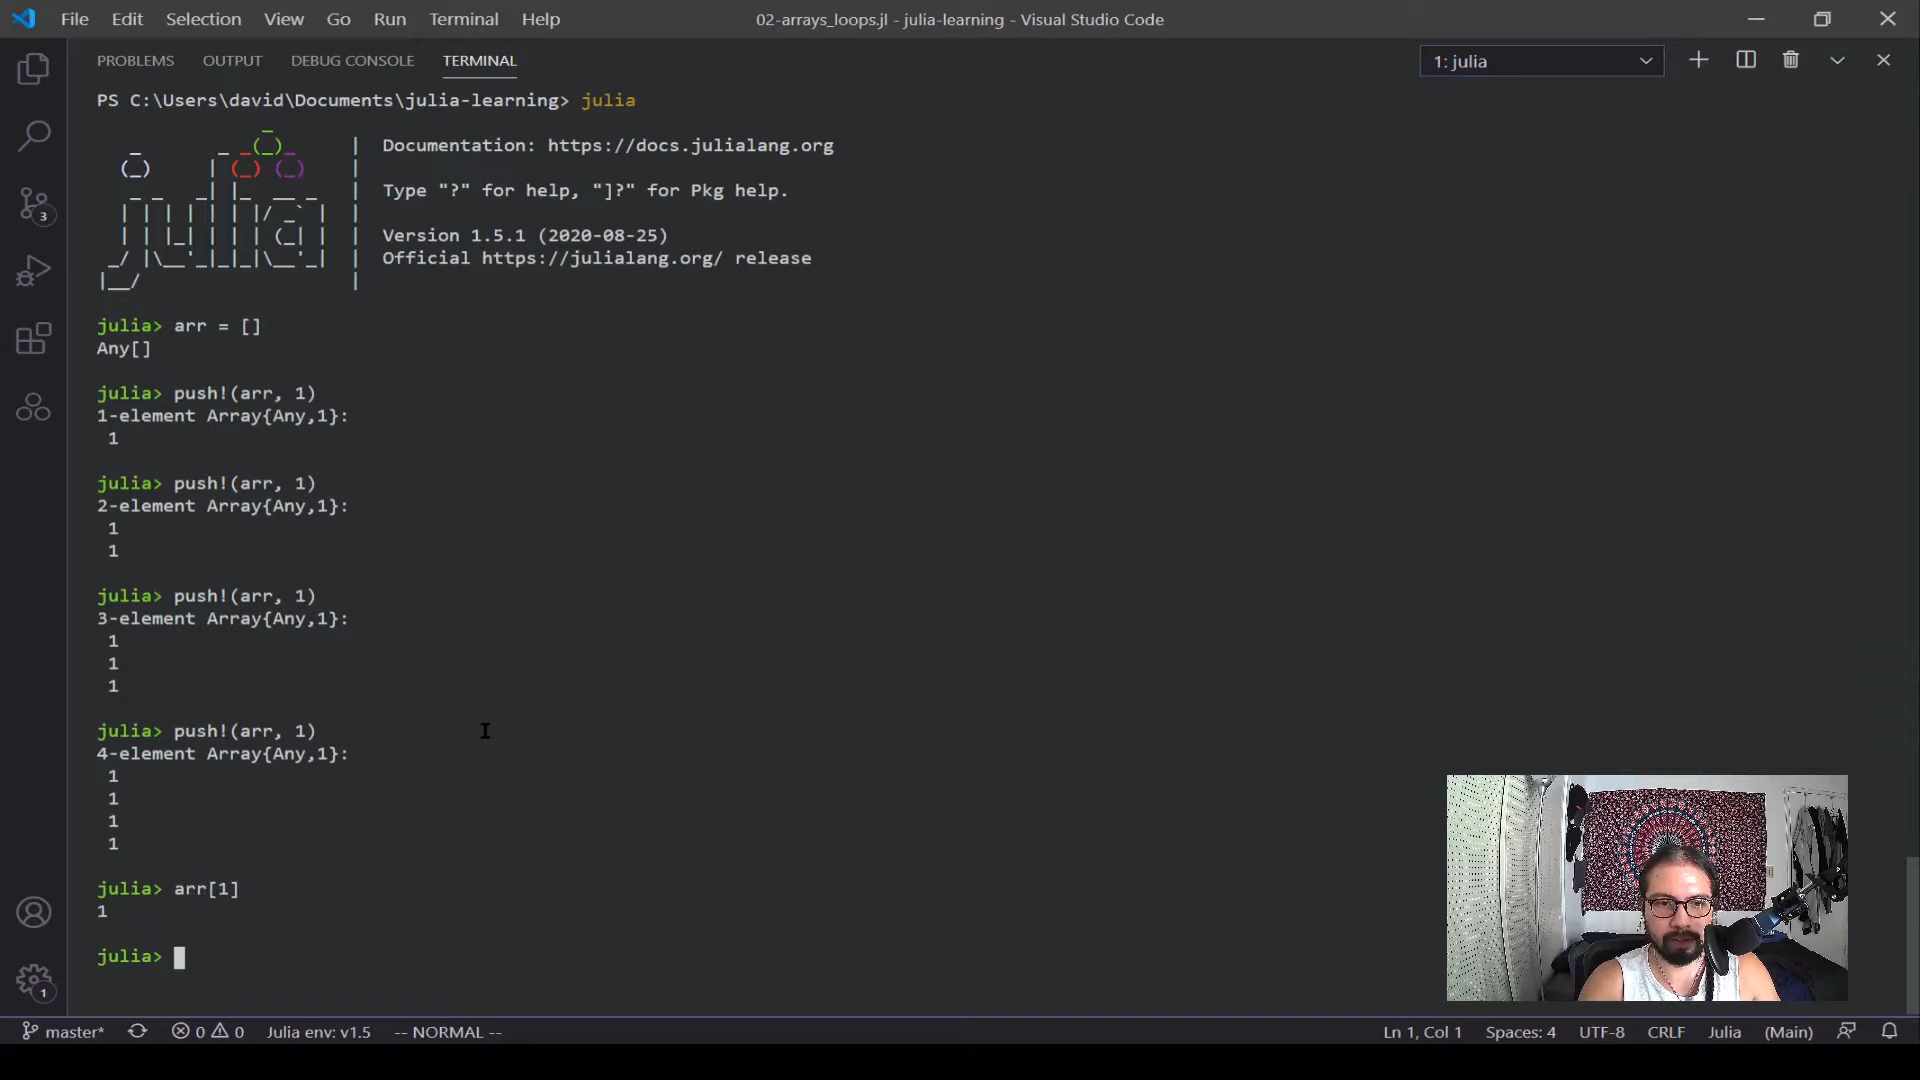 File Edit Selection View Go Run Terminal Help
02-arrays_loops.jl - julia-learning - Visual Studio Code
PROBLEMS OUTPUT DEBUG CONSOLE TERMINAL
1: julia
PS C:\Users\david\Documents\julia-learning> julia
julia
Documentation: https://docs.julialang.org
Type "?" for help, "]?" for Pkg help.
Version 1.5.1 (2020-08-25)
Official https://julialang.org/ release
julia> arr = []
Any[]
julia> push!(arr, 1)
1-element Array{Any,1}:
1
julia> push!(arr, 1)
2-element Array{Any,1}:
1
1
julia> push!(arr, 1)
3-element Array{Any,1}:
1
1
1
julia> push!(arr, 1)
4-element Array{Any,1}:
1
1
1
1
julia> arr[1]
1
julia>
3
1
master* 0 0 Julia env: v1.5 -- NORMAL -- Ln 1, Col 1 Spaces: 4 UTF-8 CRLF Julia (Main)